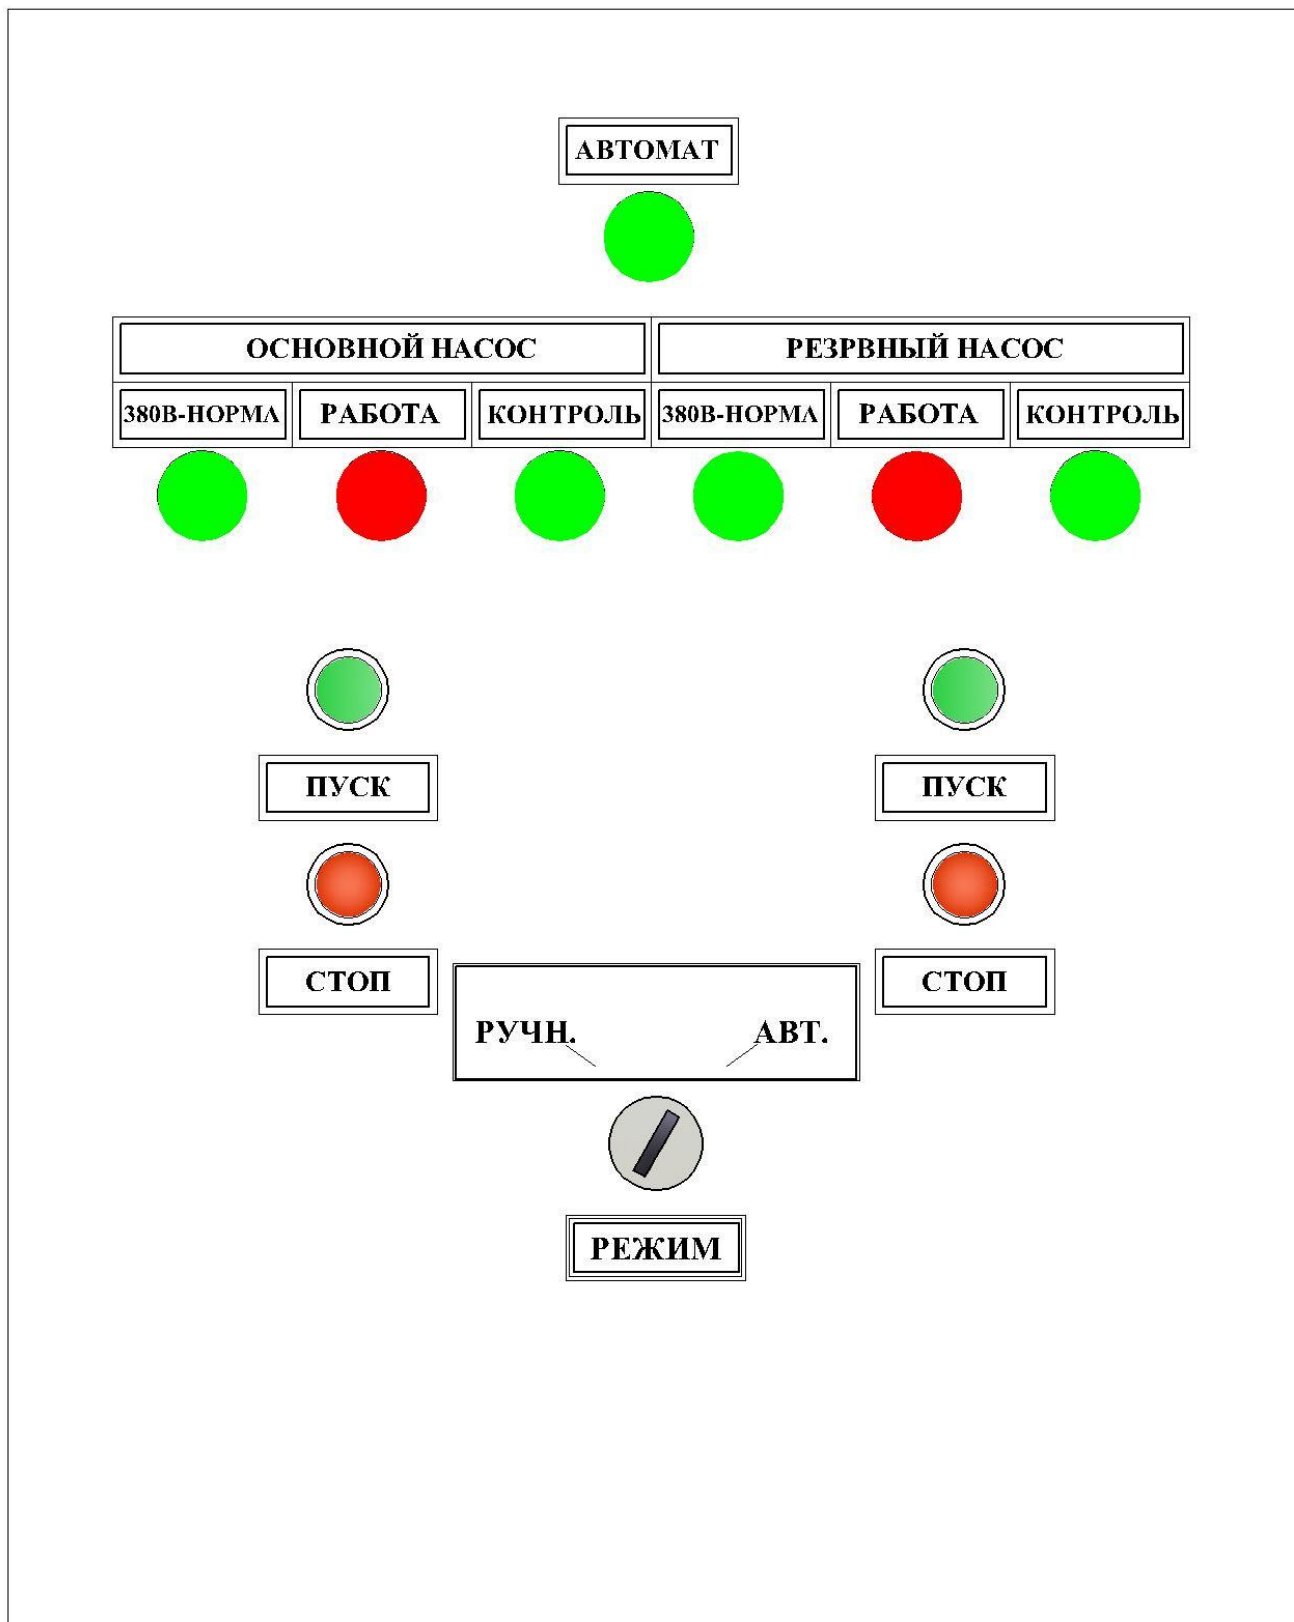 АВТОМАТ
ОСНОВНОЙ НАСОС РЕЗРВНЫЙ НАСОС
380В-НОРМА РАБОТА КОНТРОЛЬ 380В-НОРМА РАБОТА КОНТРОЛЬ
ПУСК ПУСК
СТОП СТОП
РУЧН. АВТ.
РЕЖИМ